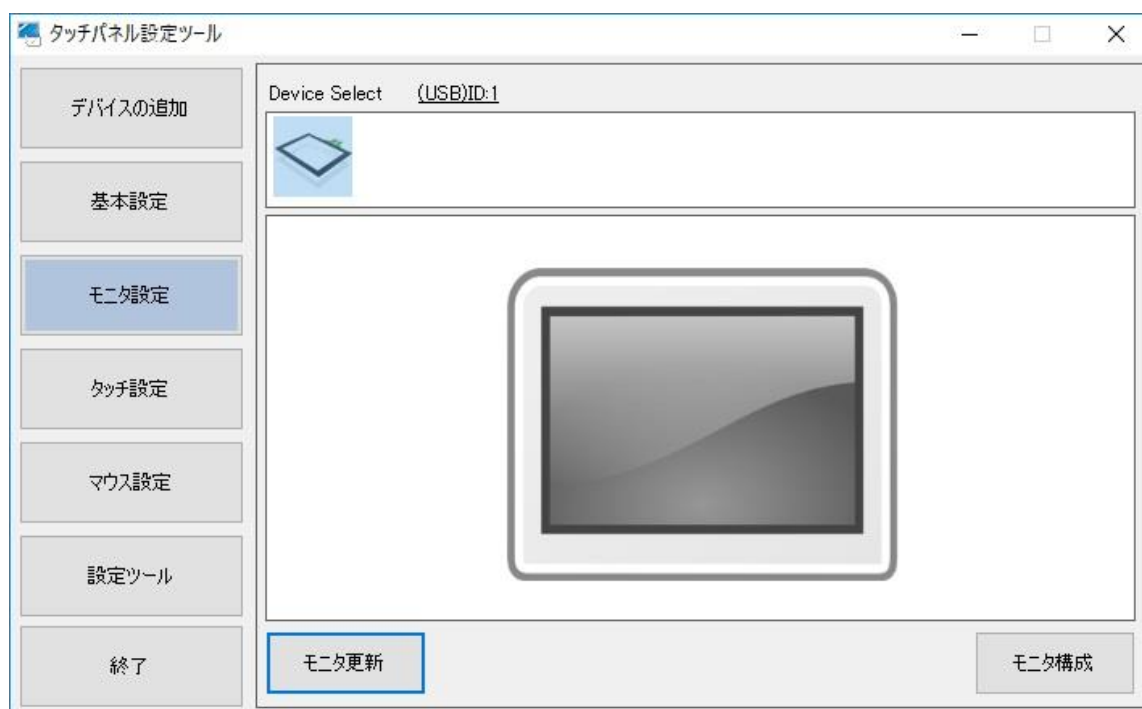 タッチパネル設定ツール
デバイスの追加
基本設定
モニタ設定
タッチ設定
マウス設定
設定ツール
終了
Device Select (USB)ID:1
モニタ更新
モニタ構成